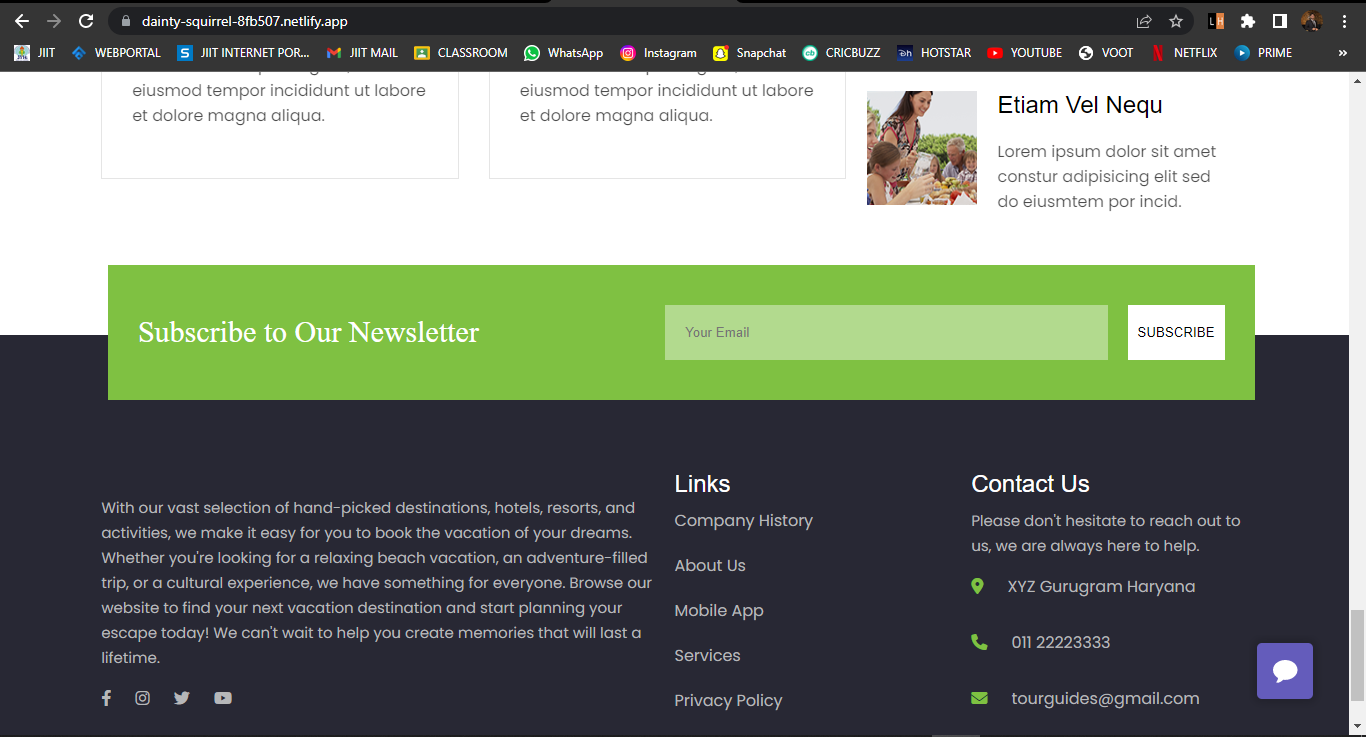 dainty-squirrel-8fb507.netlify.app
JIIT WEBPORTAL JIIT INTERNET POR... JIIT MAIL CLASSROOM WhatsApp Instagram Snapchat CRICBUZZ HOTSTAR YOUTUBE VOOT NETFLIX PRIME »
eiusmod tempor incididunt ut labore
et dolore magna aliqua.
eiusmod tempor incididunt ut labore
et dolore magna aliqua.
Etiam Vel Nequ
Lorem ipsum dolor sit amet
constur adipisicing elit sed
do eiusmtem por incid.
Subscribe to Our Newsletter
Your Email
SUBSCRIBE
With our vast selection of hand-picked destinations, hotels, resorts, and
activities, we make it easy for you to book the vacation of your dreams.
Whether you're looking for a relaxing beach vacation, an adventure-filled
trip, or a cultural experience, we have something for everyone. Browse our
website to find your next vacation destination and start planning your
escape today! We can't wait to help you create memories that will last a
lifetime.
Links
Company History
About Us
Mobile App
Services
Privacy Policy
Contact Us
Please don't hesitate to reach out to
us, we are always here to help.
XYZ Gurugram Haryana
011 22223333
tourguides@gmail.com